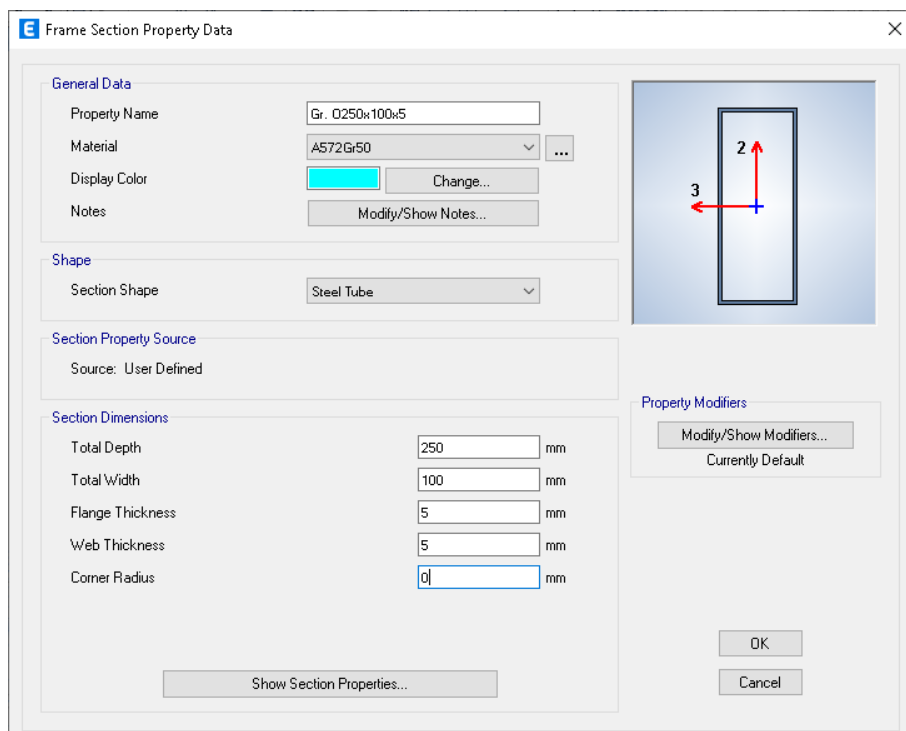 E Frame Section Property Data
General Data
Property Name Gr. O250x100x5
Material A572Gr50 ...
Display Color Change...
Notes Modify/Show Notes...
Shape
Section Shape Steel Tube
Section Property Source
Source: User Defined
Section Dimensions
Total Depth 250 mm
Total Width 100 mm
Flange Thickness 5 mm
Web Thickness 5 mm
Corner Radius 0 mm
Show Section Properties...
2
3
Property Modifiers
Modify/Show Modifiers...
Currently Default
OK
Cancel